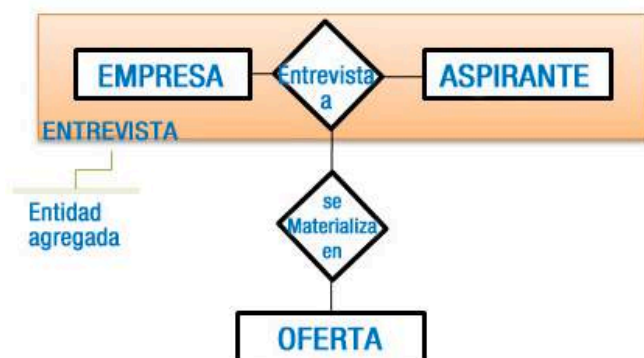 EMPRESA
Entrevista
a
ASPIRANTE
ENTREVISTA
Entidad
agregada
se
Materializa
en
OFERTA